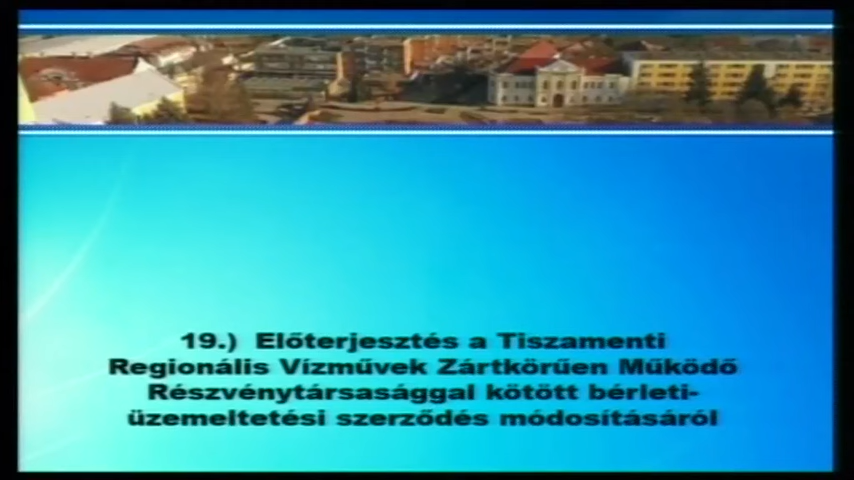 19.) Előterjesztés a Tiszamenti
Regionális Vízművek Zártkörűen Működő
Részvénytársasággal kötött bérleti-
üzemeltetési szerződés módosításáról